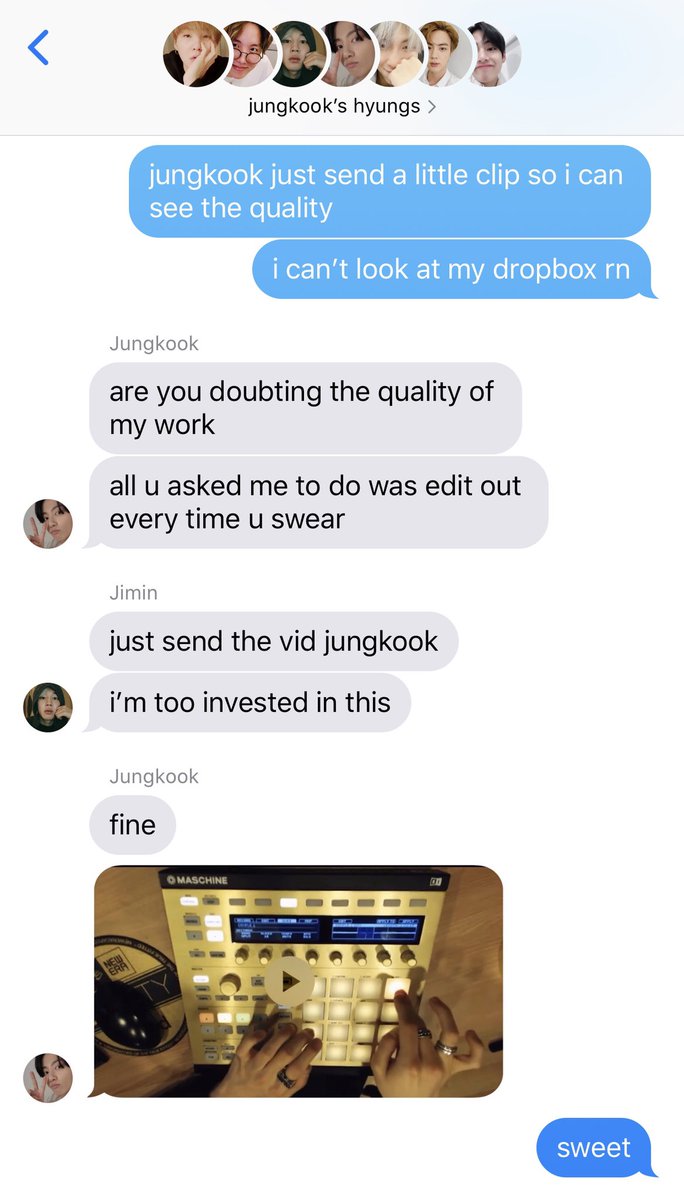 jungkook’s hyungs >
jungkook just send a little clip so i can
see the quality
i can’t look at my dropbox rn
Jungkook
are you doubting the quality of
my work
all u asked me to do was edit out
every time u swear
Jimin
just send the vid jungkook
i’m too invested in this
Jungkook
fine
MASCHINE
NEW
ERA
sweet